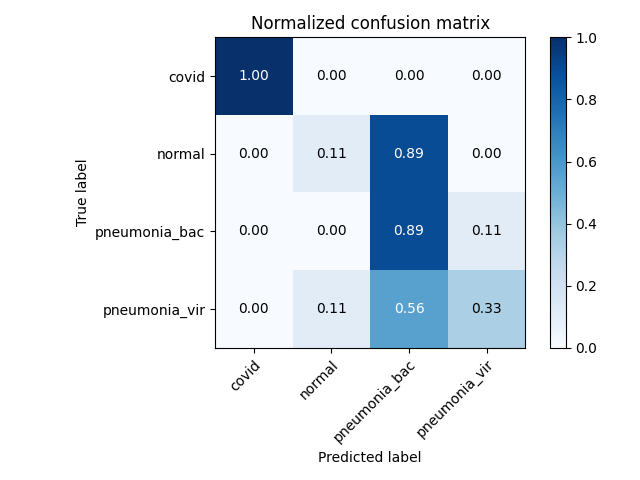 Normalized confusion matrix
True label
covid 1.00 0.00 0.00 0.00
normal 0.00 0.11 0.89 0.00
pneumonia_bac 0.00 0.00 0.89 0.11
pneumonia_vir 0.00 0.11 0.56 0.33
covid normal pneumonia_bac pneumonia_vir
Predicted label
1.0
0.8
0.6
0.4
0.2
0.0